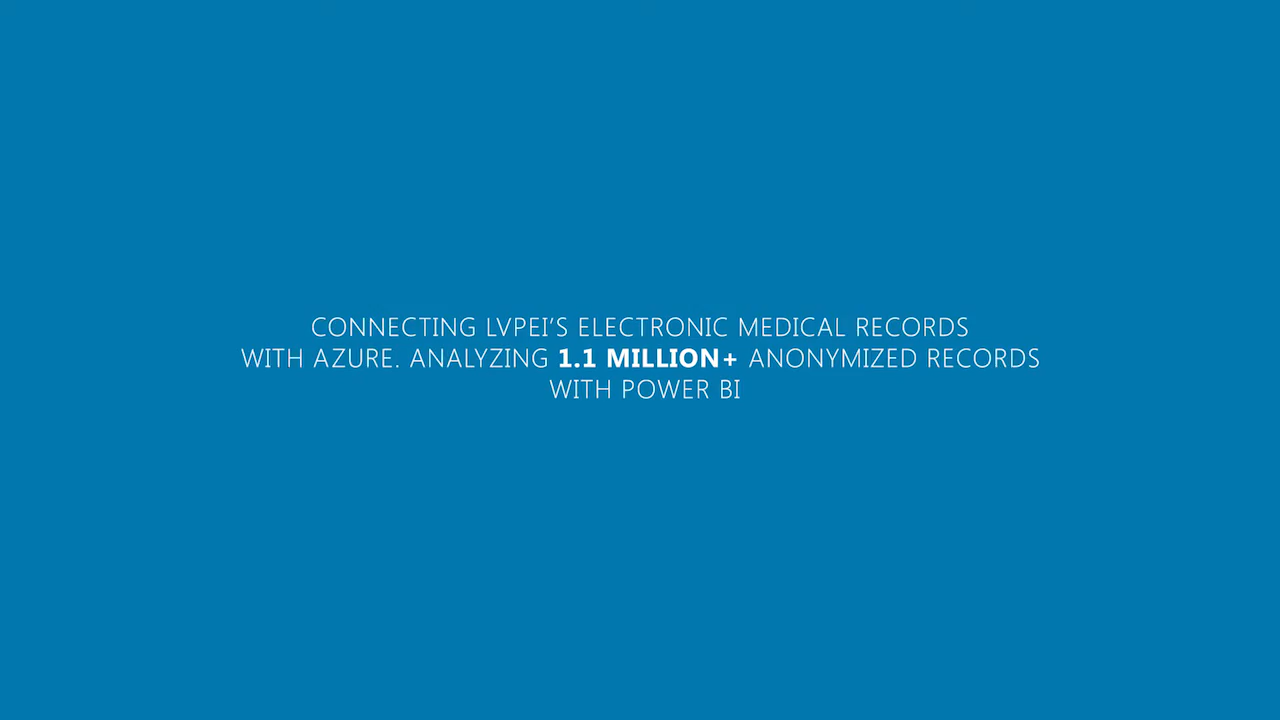 CONNECTING LVPEI’S ELECTRONIC MEDICAL RECORDS
WITH AZURE. ANALYZING 1.1 MILLION+ ANONYMIZED RECORDS
WITH POWER BI